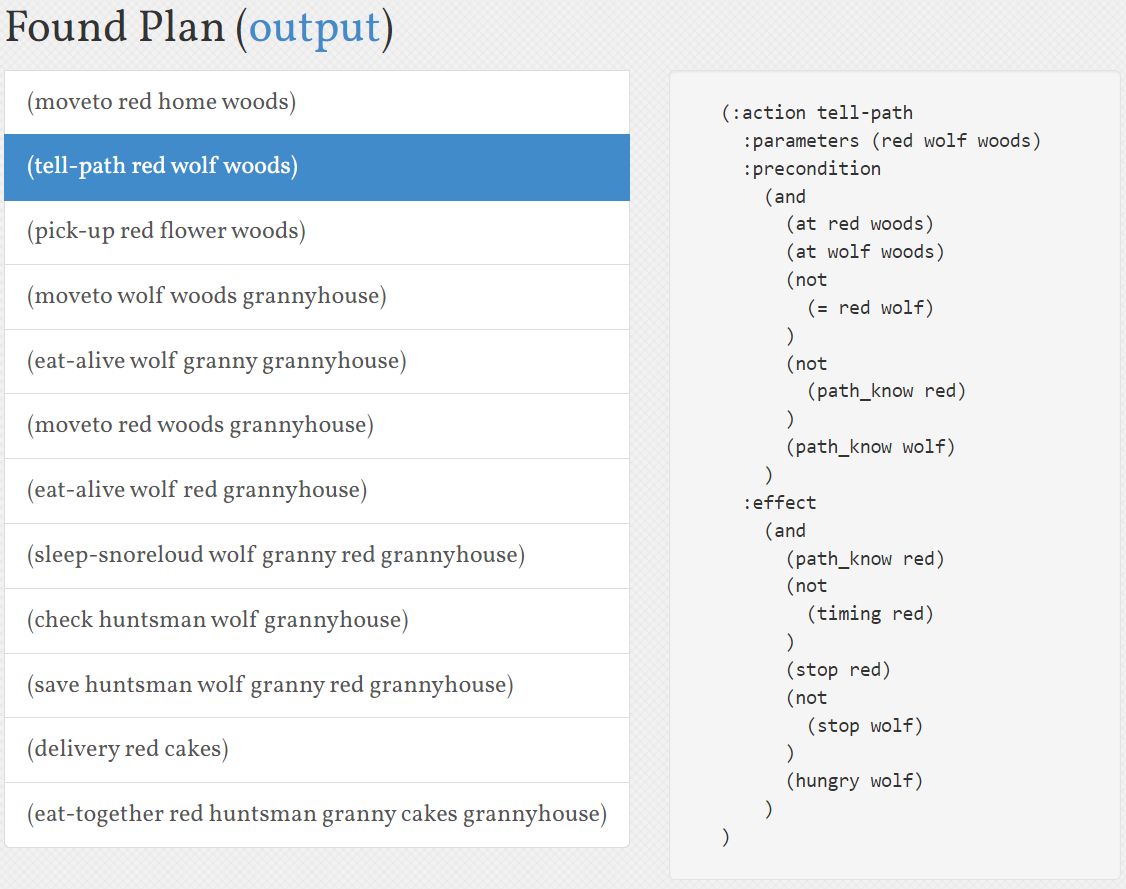 Found Plan (output)
(moveto red home woods)
(tell-path red wolf woods)
(pick-up red flower woods)
(moveto wolf woods grannyhouse)
(eat-alive wolf granny grannyhouse)
(moveto red woods grannyhouse)
(eat-alive wolf red grannyhouse)
(sleep-snoreloud wolf granny red grannyhouse)
(check huntsman wolf grannyhouse)
(save huntsman wolf granny red grannyhouse)
(delivery red cakes)
(eat-together red huntsman granny cakes grannyhouse)
(:action tell-path
:parameters (red wolf woods)
:precondition
(and
(at red woods)
(at wolf woods)
(not
(= red wolf)
)
(not
(path_know red)
)
(path_know wolf)
)
:effect
(and
(path_know red)
(not
(timing red)
)
(stop red)
(not
(stop wolf)
)
(hungry wolf)
)
)